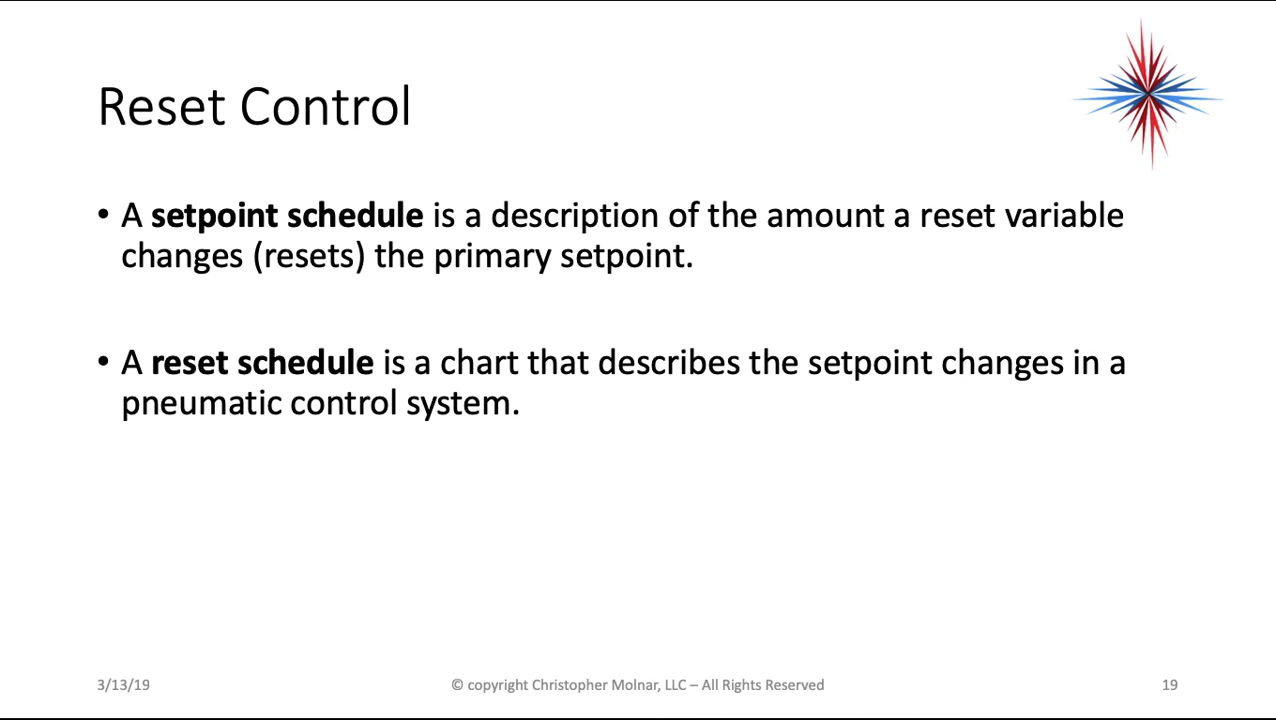 Reset Control
• A setpoint schedule is a description of the amount a reset variable
changes (resets) the primary setpoint.
• A reset schedule is a chart that describes the setpoint changes in a
pneumatic control system.
3/13/19
© copyright Christopher Molnar, LLC – All Rights Reserved
19